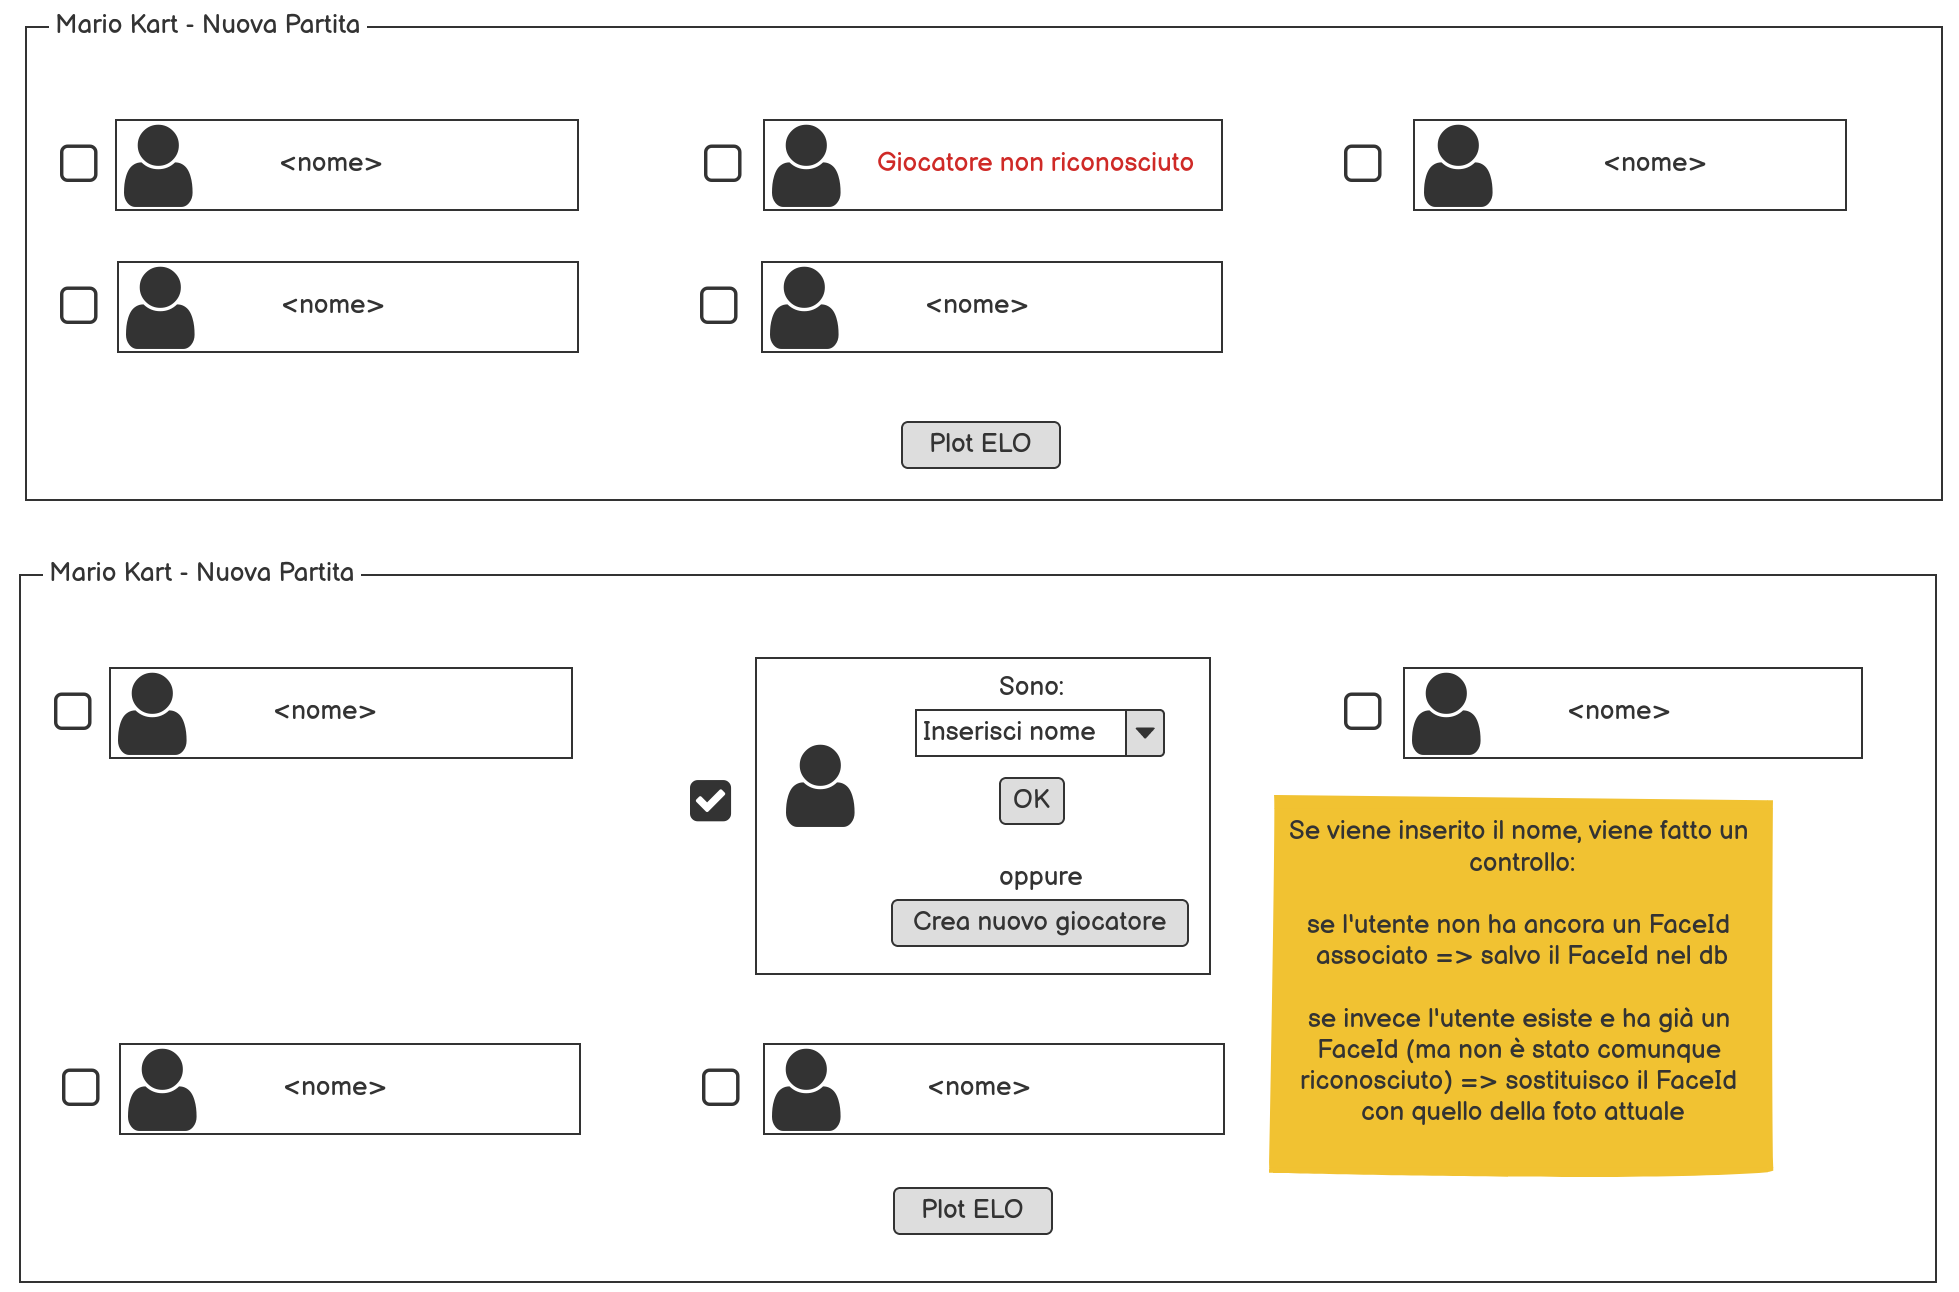 Mario Kart - Nuova Partita
<nome>
Giocatore non riconosciuto
<nome>
<nome>
<nome>
Plot ELO
Mario Kart - Nuova Partita
<nome>
Sono:
Inserisci nome
OK
oppure
Crea nuovo giocatore
<nome>
Se viene inserito il nome, viene fatto un
controllo:
se l'utente non ha ancora un FaceId
associato => salvo il FaceId nel db
se invece l'utente esiste e ha già un
FaceId (ma non è stato comunque
riconosciuto) => sostituisco il FaceId
con quello della foto attuale
<nome>
<nome>
Plot ELO